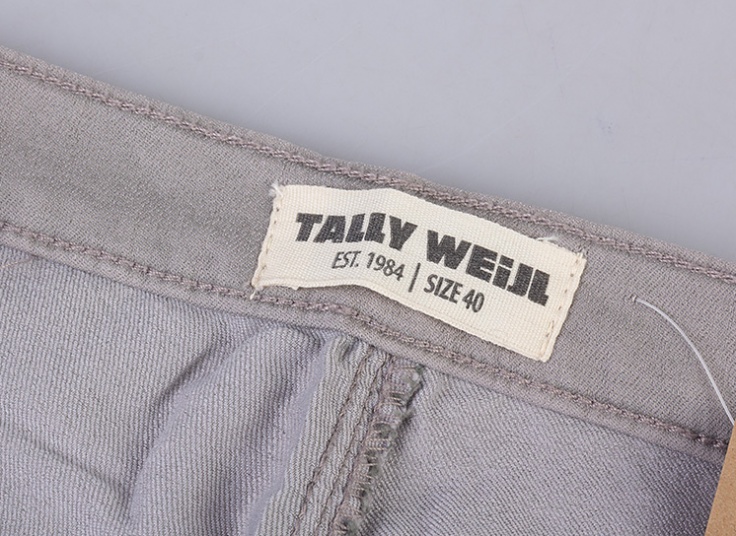 TALLY WEiJL
EST. 1984 | SIZE 40